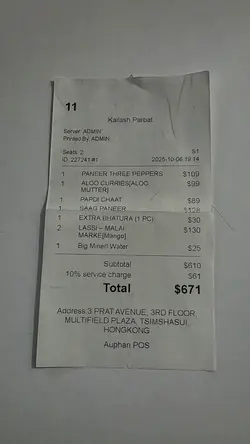 11
Kailash Parbat
Server: ADMIN
Printed By: ADMIN
Seats: 2 S1
ID: 227241 #1 2025-10-06 19:14
1 PANEER THREE PEPPERS $109
1 ALOO CURRIES[ALOO $99
MUTTER]
1 PAPDI CHAAT $89
1 SAAG PANEER $128
1 EXTRA BHATURA (1 PC) $30
2 LASSI – MALAI $130
MARKE[Mango]
1 Big Minerl Water $25
Subtotal $610
10% service charge $61
Total $671
Address:3 PRAT AVENUE, 3RD FLOOR,
MULTIFIELD PLAZA, TSIMSHASUI,
HONGKONG
Auphan POS